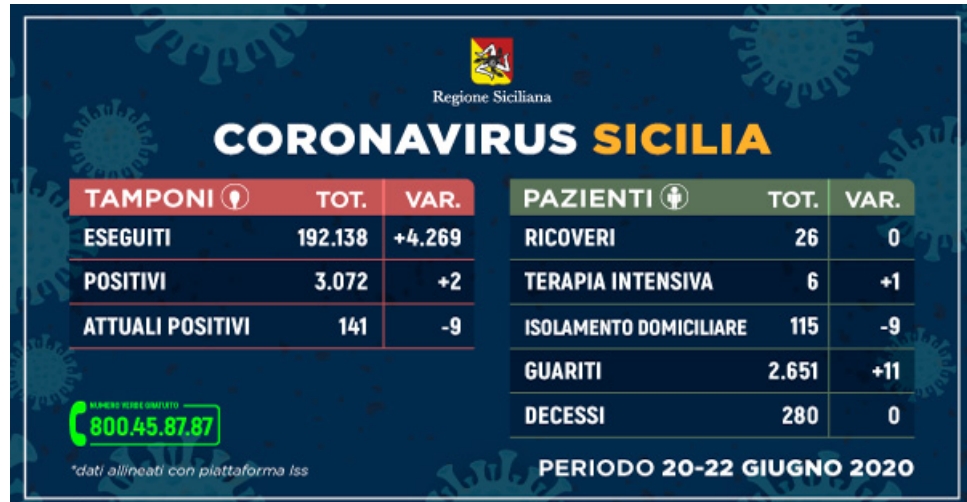 Regione Siciliana
CORONAVIRUS SICILIA
TAMPONI TOT. VAR.
ESEGUITI 192.138 +4.269
POSITIVI 3.072 +2
ATTUALI POSITIVI 141 -9
PAZIENTI TOT. VAR.
RICOVERI 26 0
TERAPIA INTENSIVA 6 +1
ISOLAMENTO DOMICILIARE 115 -9
GUARITI 2.651 +11
DECESSI 280 0
NUMERO VERDE GRATUITO
800.45.87.87
*dati allineati con piattaforma Iss
PERIODO 20-22 GIUGNO 2020